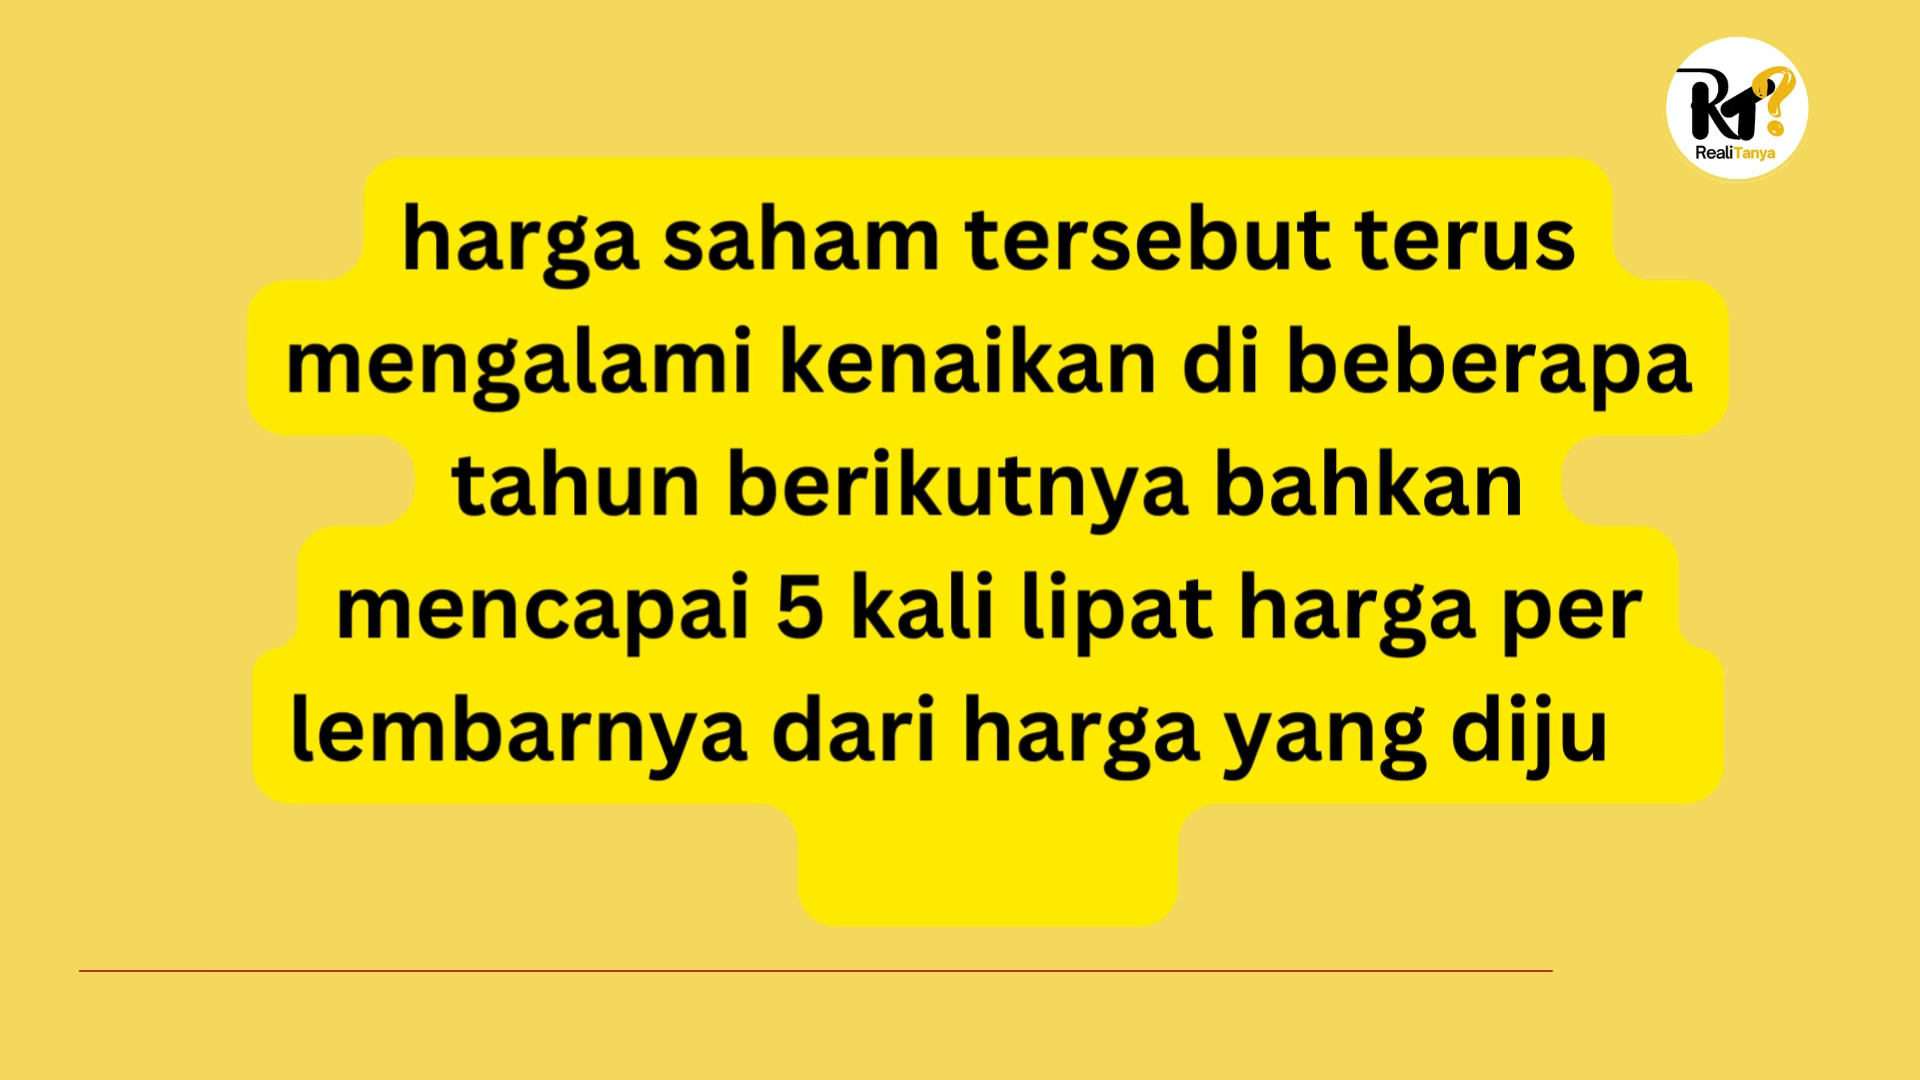 RT?
RealiTanya
harga saham tersebut terus
mengalami kenaikan di beberapa
tahun berikutnya bahkan
mencapai 5 kali lipat harga per
lembarnya dari harga yang diju